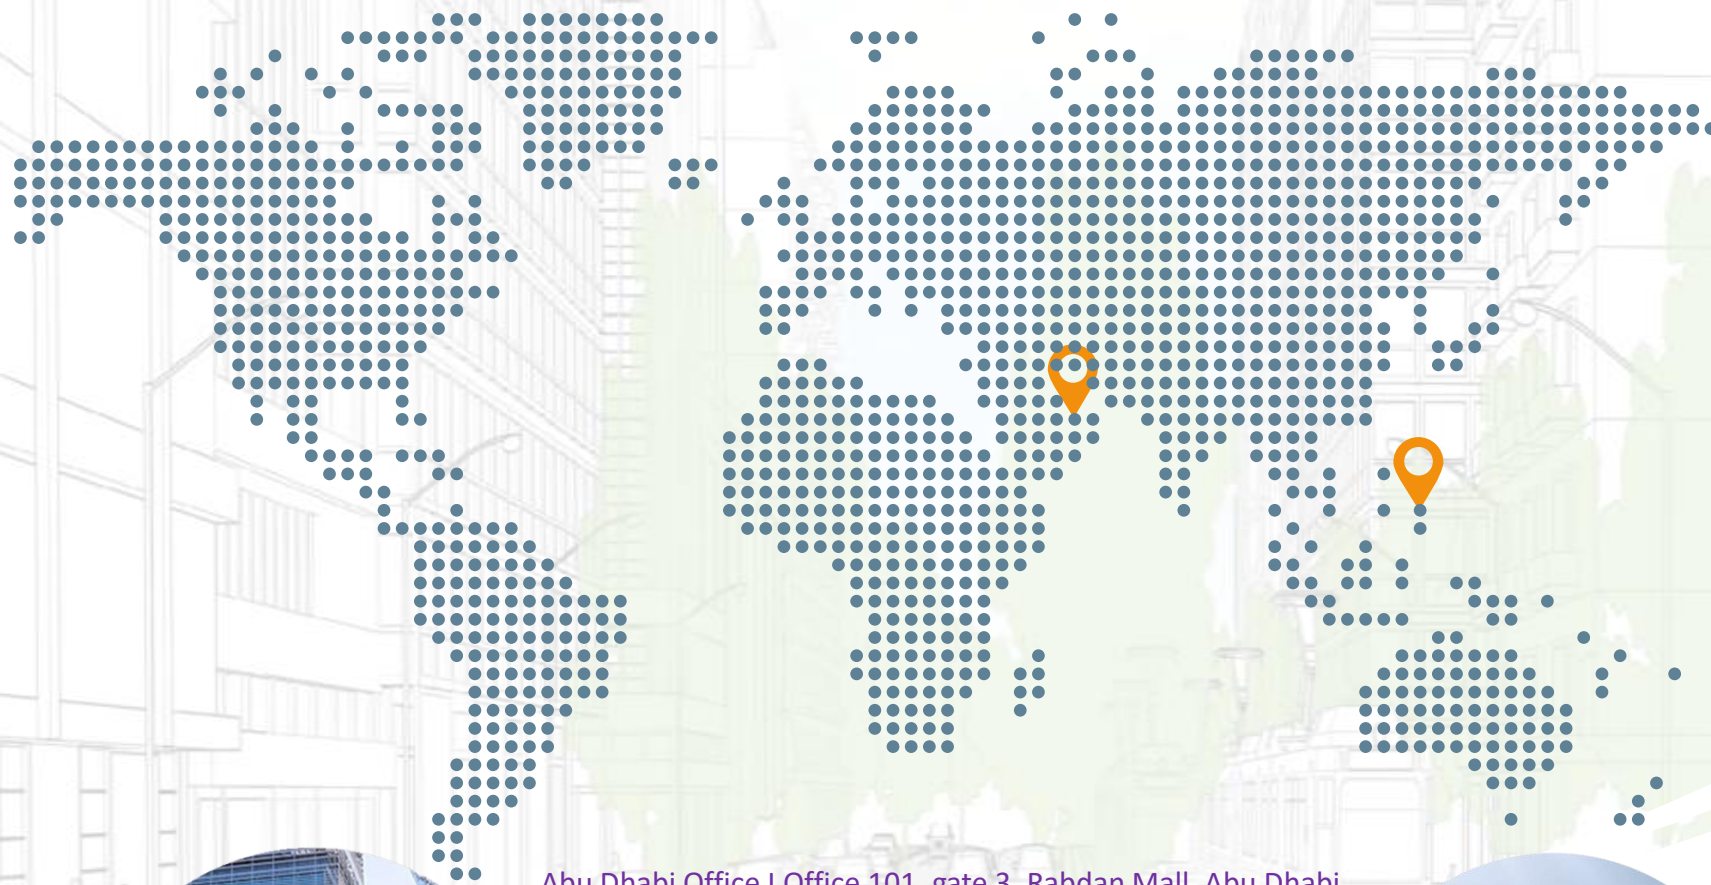 Abu Dhabi Office | Office 101, gate 3, Rabdan Mall, Abu Dhabi